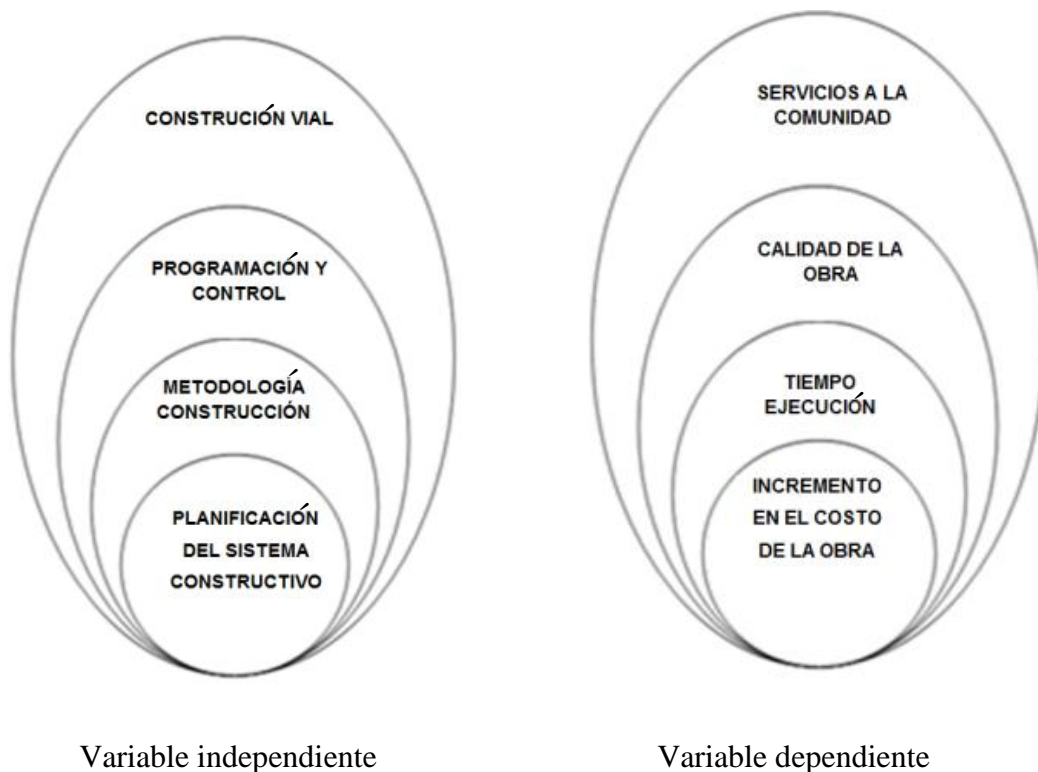 CONSTRUCIÓN VIAL
PROGRAMACIÓN Y
CONTROL
METODOLOGÍA
CONSTRUCCIÓN
PLANIFICACIÓN
DEL SISTEMA
CONSTRUCTIVO
Variable independiente
SERVICIOS A LA
COMUNIDAD
CALIDAD DE LA
OBRA
TIEMPO
EJECUCIÓN
INCREMENTO
EN EL COSTO
DE LA OBRA
Variable dependiente